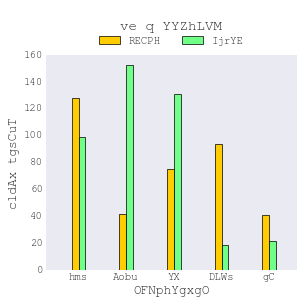 ve q YYZhLVM
RECPH IjrYE
cldAx tgsCuT
160
140
120
100
80
60
40
20
0
hms Aobu YX DLWs gC
OFNphYgxgO